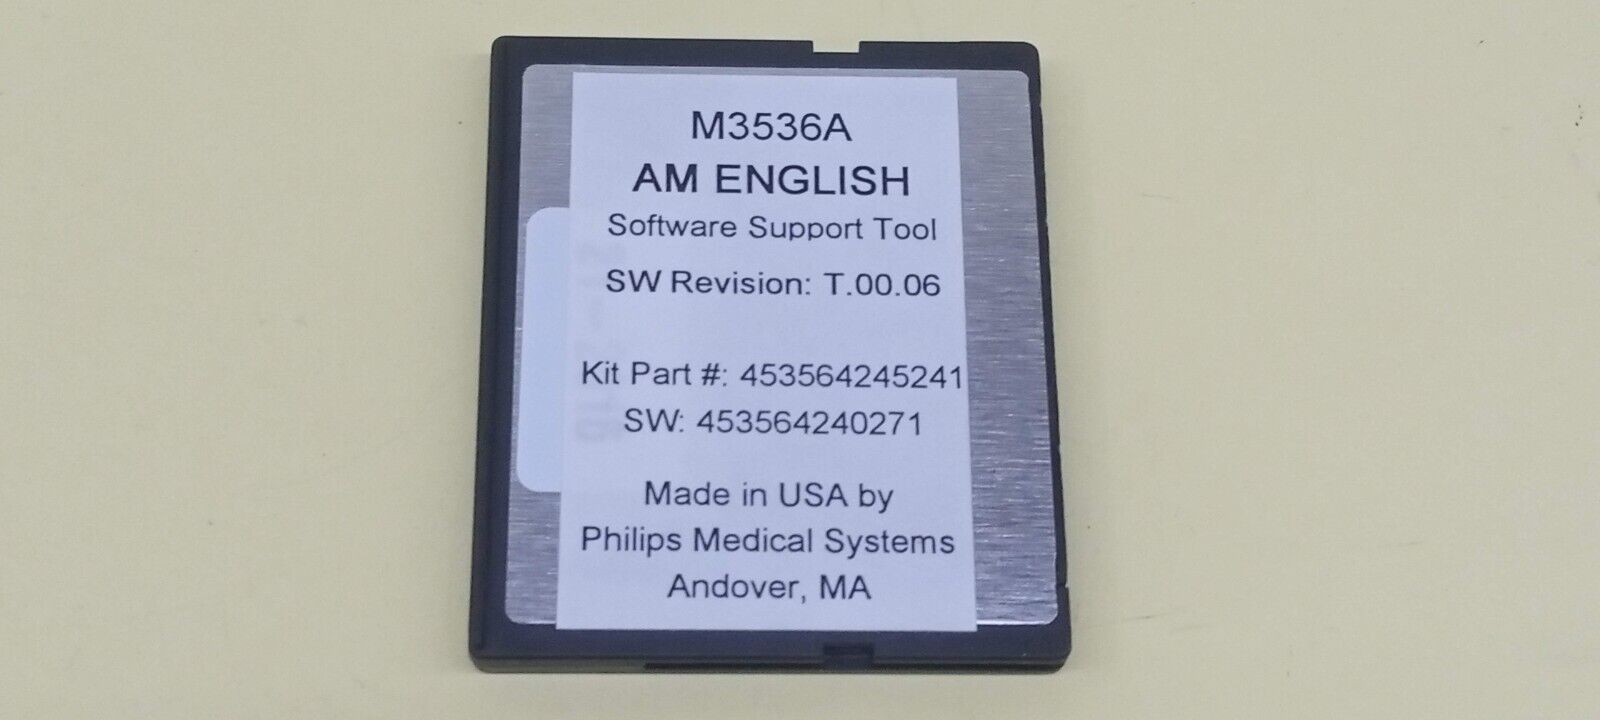 M3536A
AM ENGLISH
Software Support Tool
SW Revision: T.00.06
Kit Part #: 453564245241
SW: 453564240271
Made in USA by
Philips Medical Systems
Andover, MA